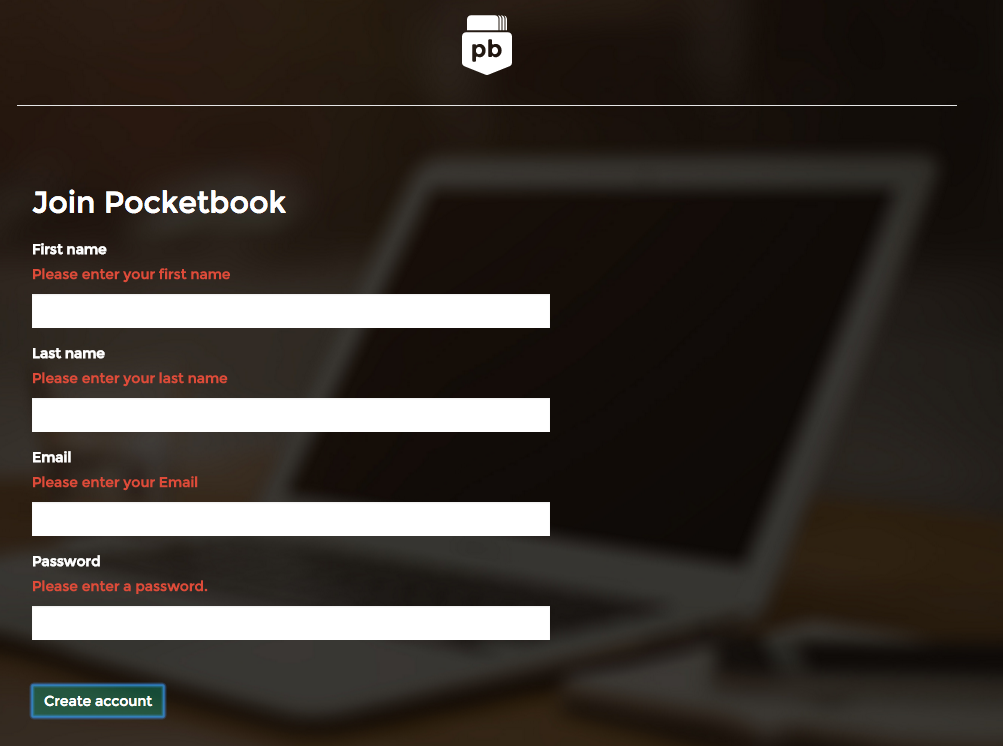 pb
Join Pocketbook
First name
Please enter your first name
Last name
Please enter your last name
Email
Please enter your Email
Password
Please enter a password.
Create account